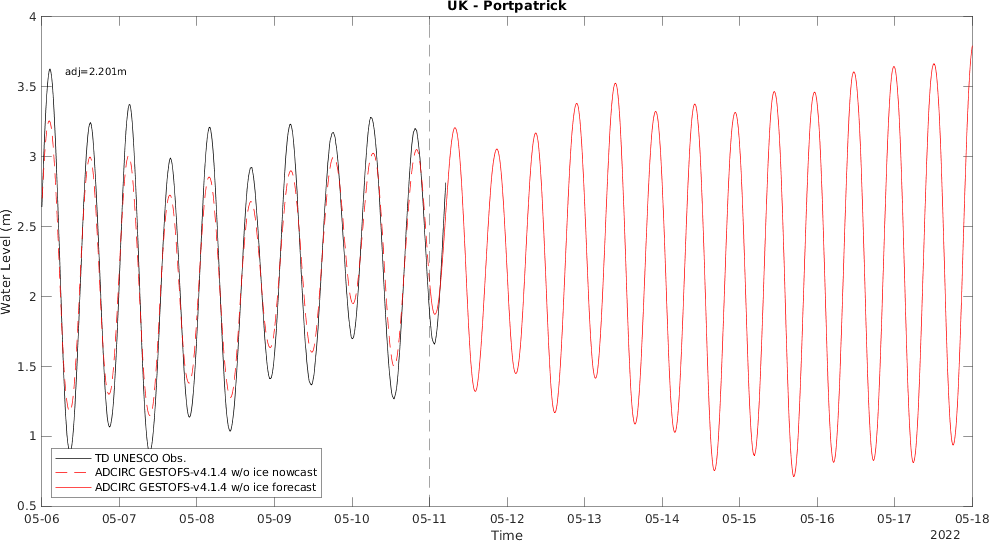 UK - Portpatrick
adj=2.201m
Water Level (m)
4
3.5
3
2.5
2
1.5
1
0.5
TD UNESCO Obs.
ADCIRC GESTOFS-v4.1.4 w/o ice nowcast
ADCIRC GESTOFS-v4.1.4 w/o ice forecast
05-06 05-07 05-08 05-09 05-10 05-11 05-12 05-13 05-14 05-15 05-16 05-17 05-18
Time
2022